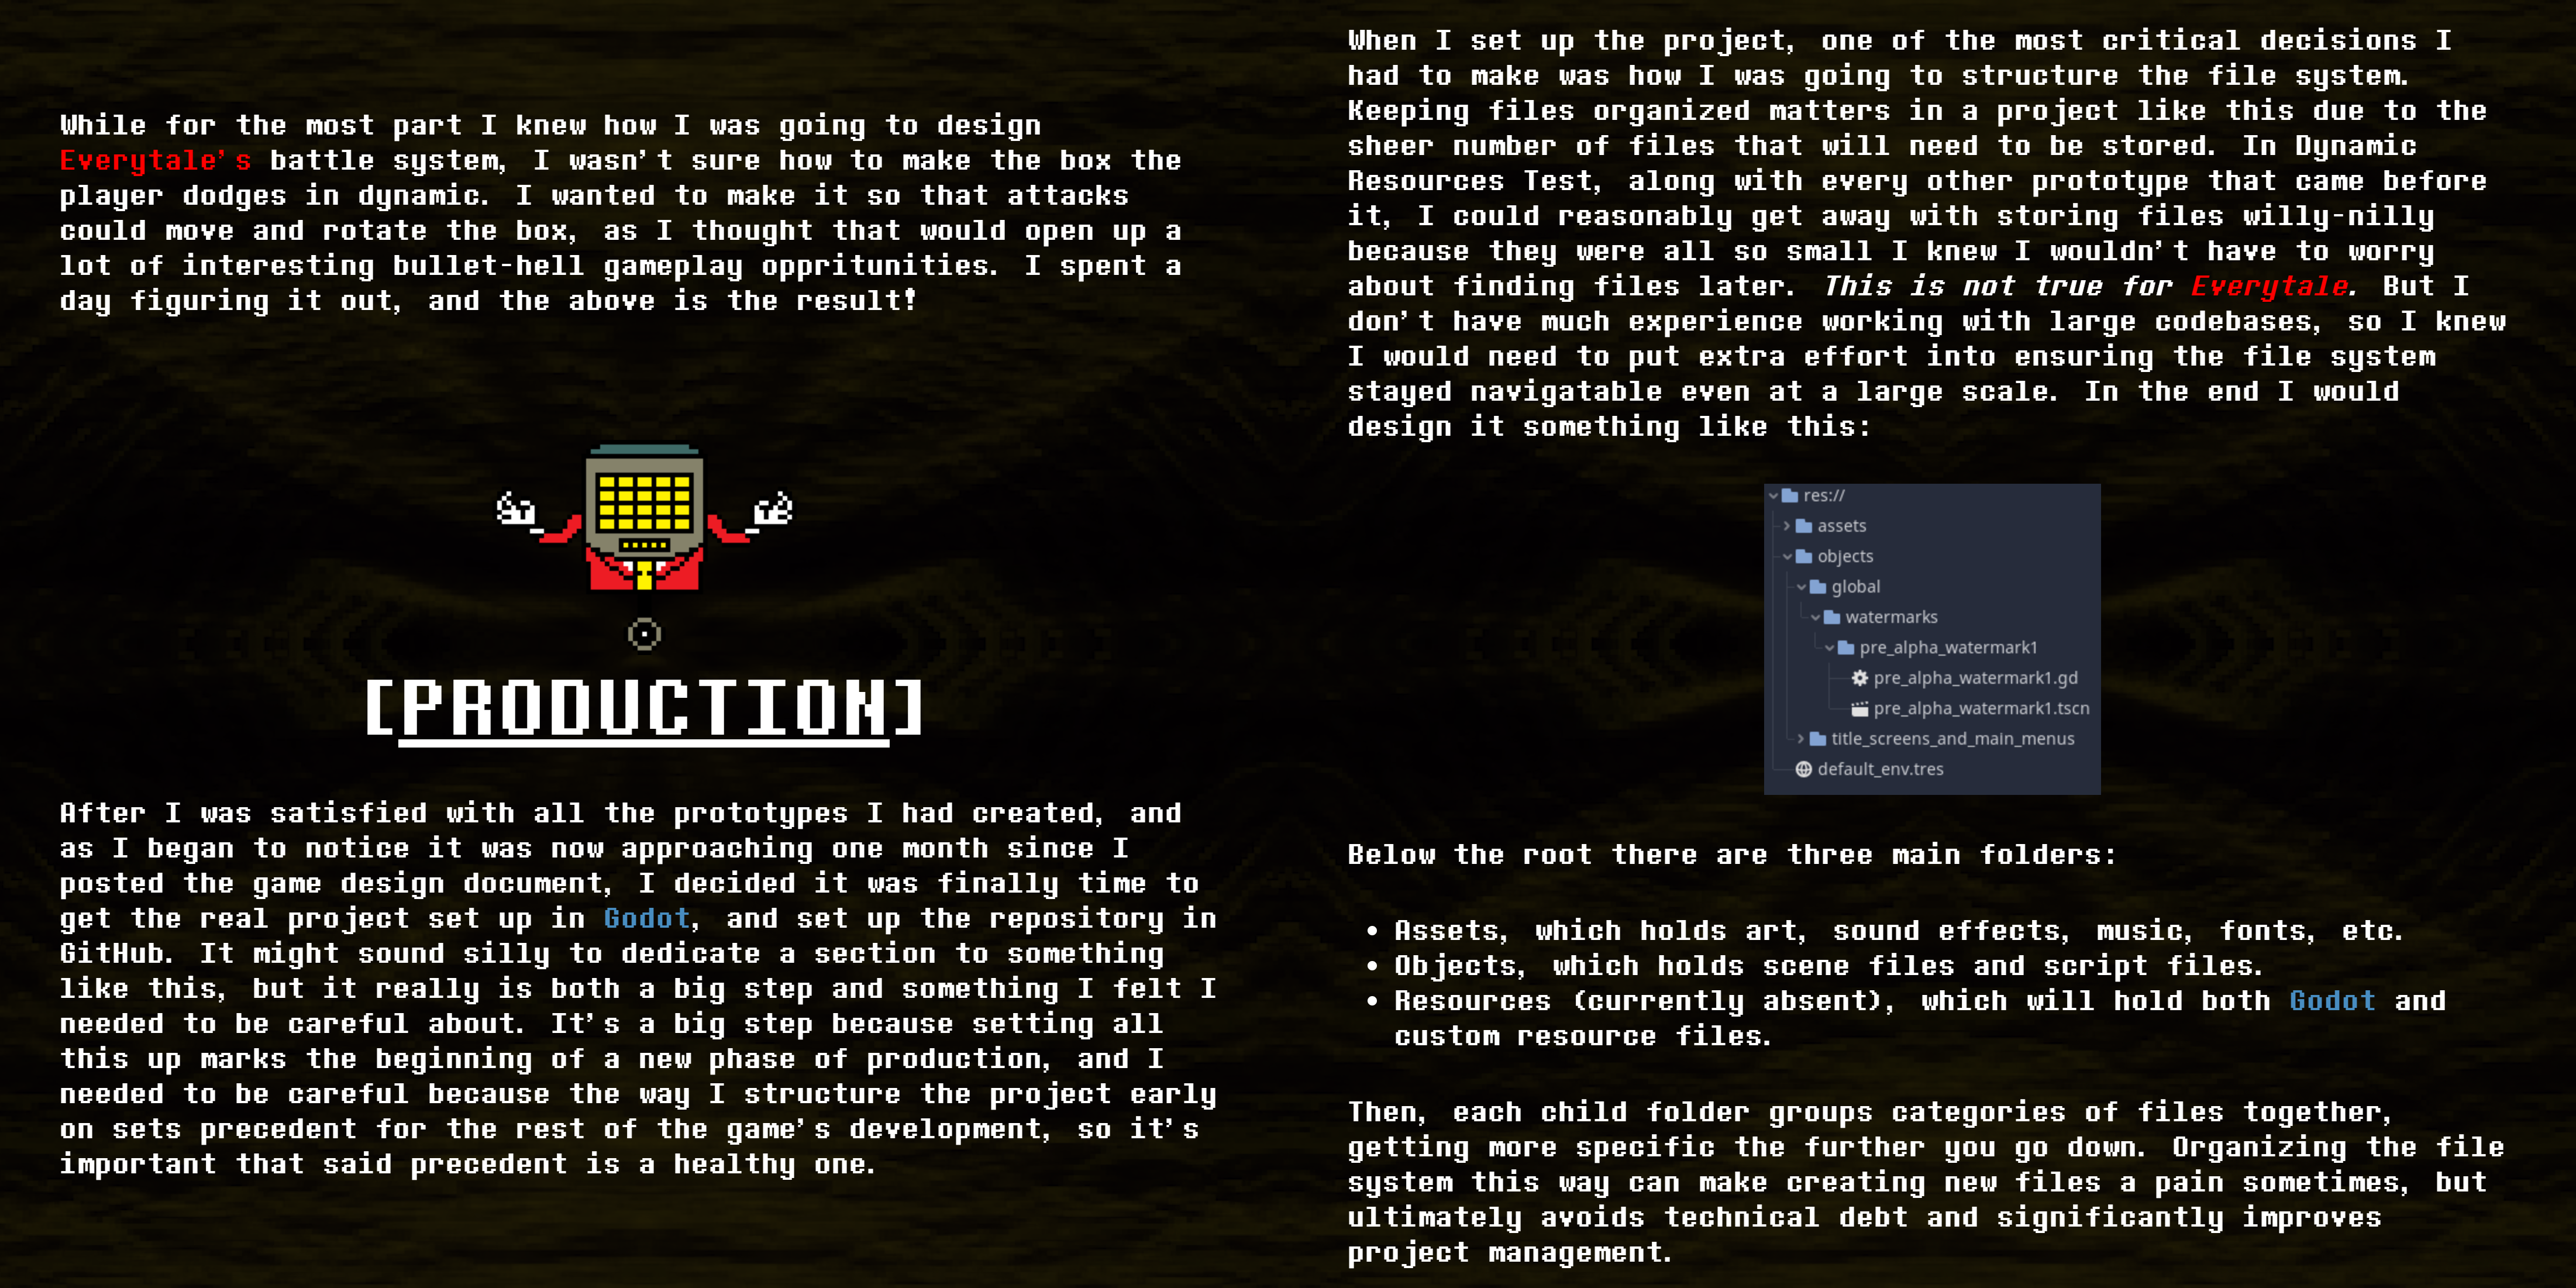 While for the most part I knew how I was going to design
Everytale's battle system, I wasn't sure how to make the box the
player dodges in dynamic. I wanted to make it so that attacks
could move and rotate the box, as I thought that would open up a
lot of interesting bullet-hell gameplay oppritunities. I spent a
day figuring it out, and the above is the result!
[PRODUCTION]
After I was satisfied with all the prototypes I had created, and
as I began to notice it was now approaching one month since I
posted the game design document, I decided it was finally time to
get the real project set up in Godot, and set up the repository in
GitHub. It might sound silly to dedicate a section to something
like this, but it really is both a big step and something I felt I
needed to be careful about. It's a big step because setting all
this up marks the beginning of a new phase of production, and I
needed to be careful because the way I structure the project early
on sets precedent for the rest of the game's development, so it's
important that said precedent is a healthy one.
When I set up the project, one of the most critical decisions I
had to make was how I was going to structure the file system.
Keeping files organized matters in a project like this due to the
sheer number of files that will need to be stored. In Dynamic
Resources Test, along with every other prototype that came before
it, I could reasonably get away with storing files willy-nilly
because they were all so small I knew I wouldn't have to worry
about finding files later. This is not true for Everytale. But I
don't have much experience working with large codebases, so I knew
I would need to put extra effort into ensuring the file system
stayed navigatable even at a large scale. In the end I would
design it something like this:
res://
assets
objects
global
watermarks
pre_alpha_watermark1
pre_alpha_watermark1.gd
pre_alpha_watermark1.tscn
title_screens_and_main_menus
default_env.tres
Below the root there are three main folders:
• Assets, which holds art, sound effects, music, fonts, etc.
• Objects, which holds scene files and script files.
• Resources (currently absent), which will hold both Godot and
custom resource files.
Then, each child folder groups categories of files together,
getting more specific the further you go down. Organizing the file
system this way can make creating new files a pain sometimes, but
ultimately avoids technical debt and significantly improves
project management.